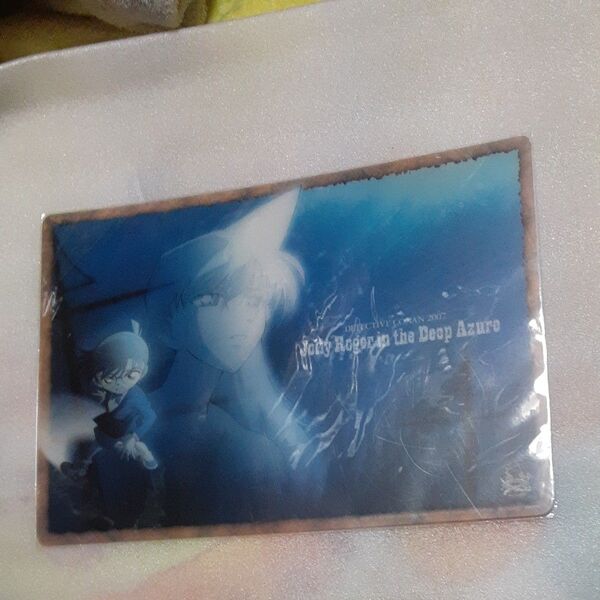 DETECTIVE CONAN 2007
Jolly Roger in the Deep Azure